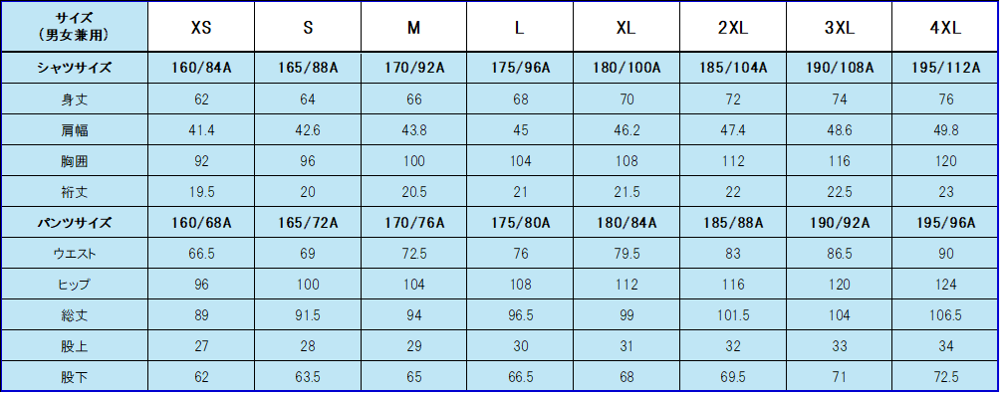 サイズ
（男女兼用） XS S M L XL 2XL 3XL 4XL
シャツサイズ 160/84A 165/88A 170/92A 175/96A 180/100A 185/104A 190/108A 195/112A
身丈 62 64 66 68 70 72 74 76
肩幅 41.4 42.6 43.8 45 46.2 47.4 48.6 49.8
胸囲 92 96 100 104 108 112 116 120
裄丈 19.5 20 20.5 21 21.5 22 22.5 23
パンツサイズ 160/68A 165/72A 170/76A 175/80A 180/84A 185/88A 190/92A 195/96A
ウエスト 66.5 69 72.5 76 79.5 83 86.5 90
ヒップ 96 100 104 108 112 116 120 124
総丈 89 91.5 94 96.5 99 101.5 104 106.5
股上 27 28 29 30 31 32 33 34
股下 62 63.5 65 66.5 68 69.5 71 72.5